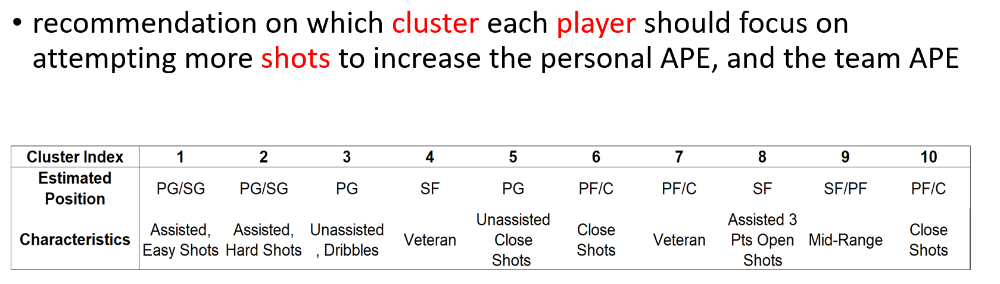 • recommendation on which cluster each player should focus on
attempting more shots to increase the personal APE, and the team APE
Cluster Index 1 2 3 4 5 6 7 8 9 10
Estimated Position PG/SG PG/SG PG SF PG PF/C PF/C SF SF/PF PF/C
Characteristics Assisted, Easy Shots Assisted, Hard Shots Unassisted , Dribbles Veteran Unassisted Close Shots Close Shots Veteran Assisted 3 Pts Open Shots Mid-Range Close Shots